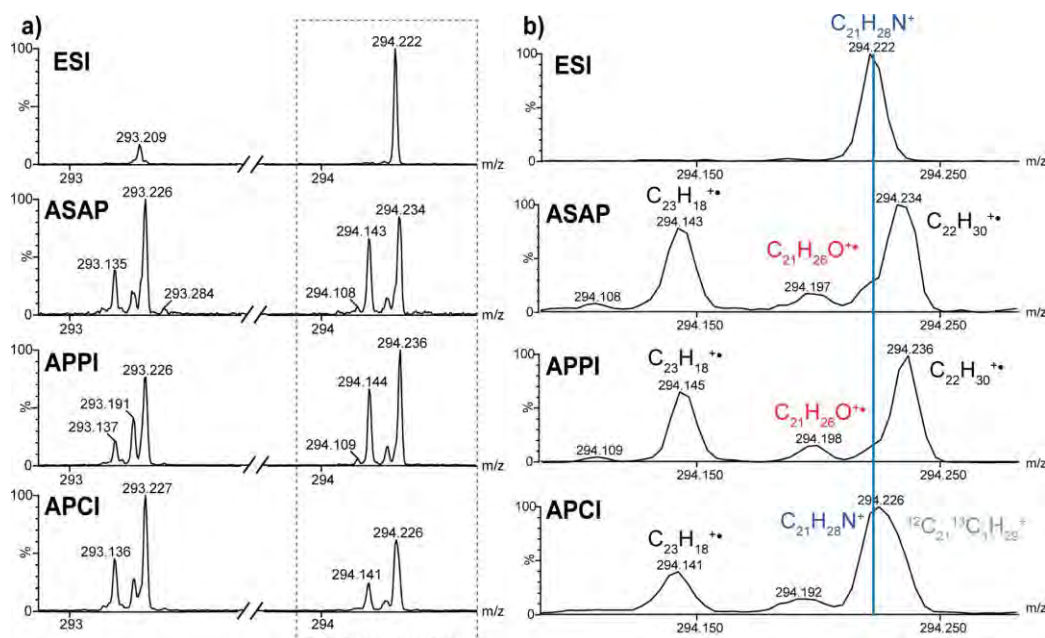 a)
ESI
100
%
0
293.209
294.222
293
294
m/z
ASAP
100
%
0
293.135
293.226
293.284
294.108
294.143
294.234
293
294
m/z
APPI
100
%
0
293.137
293.191
293.226
294.109
294.144
294.236
293
294
m/z
APCI
100
%
0
293.136
293.227
294.141
294.226
293
294
m/z
b)
C₂₁H₂₈N⁺
ESI
100
%
0
294.222
294.150
294.250
m/z
ASAP
100
%
0
C₂₃H₁₈⁺•
294.143
C₂₁H₂₆O⁺•
294.197
294.108
294.234
C₂₂H₃₀⁺•
294.150
294.250
m/z
APPI
100
%
0
C₂₃H₁₈⁺•
294.145
C₂₁H₂₆O⁺•
294.198
294.109
294.236
C₂₂H₃₀⁺•
294.150
294.250
m/z
APCI
100
%
0
C₂₃H₁₈⁺•
294.141
294.192
C₂₁H₂₈N⁺
294.226
¹²C₂₁¹³C₁H₂₉⁺
294.150
294.250
m/z